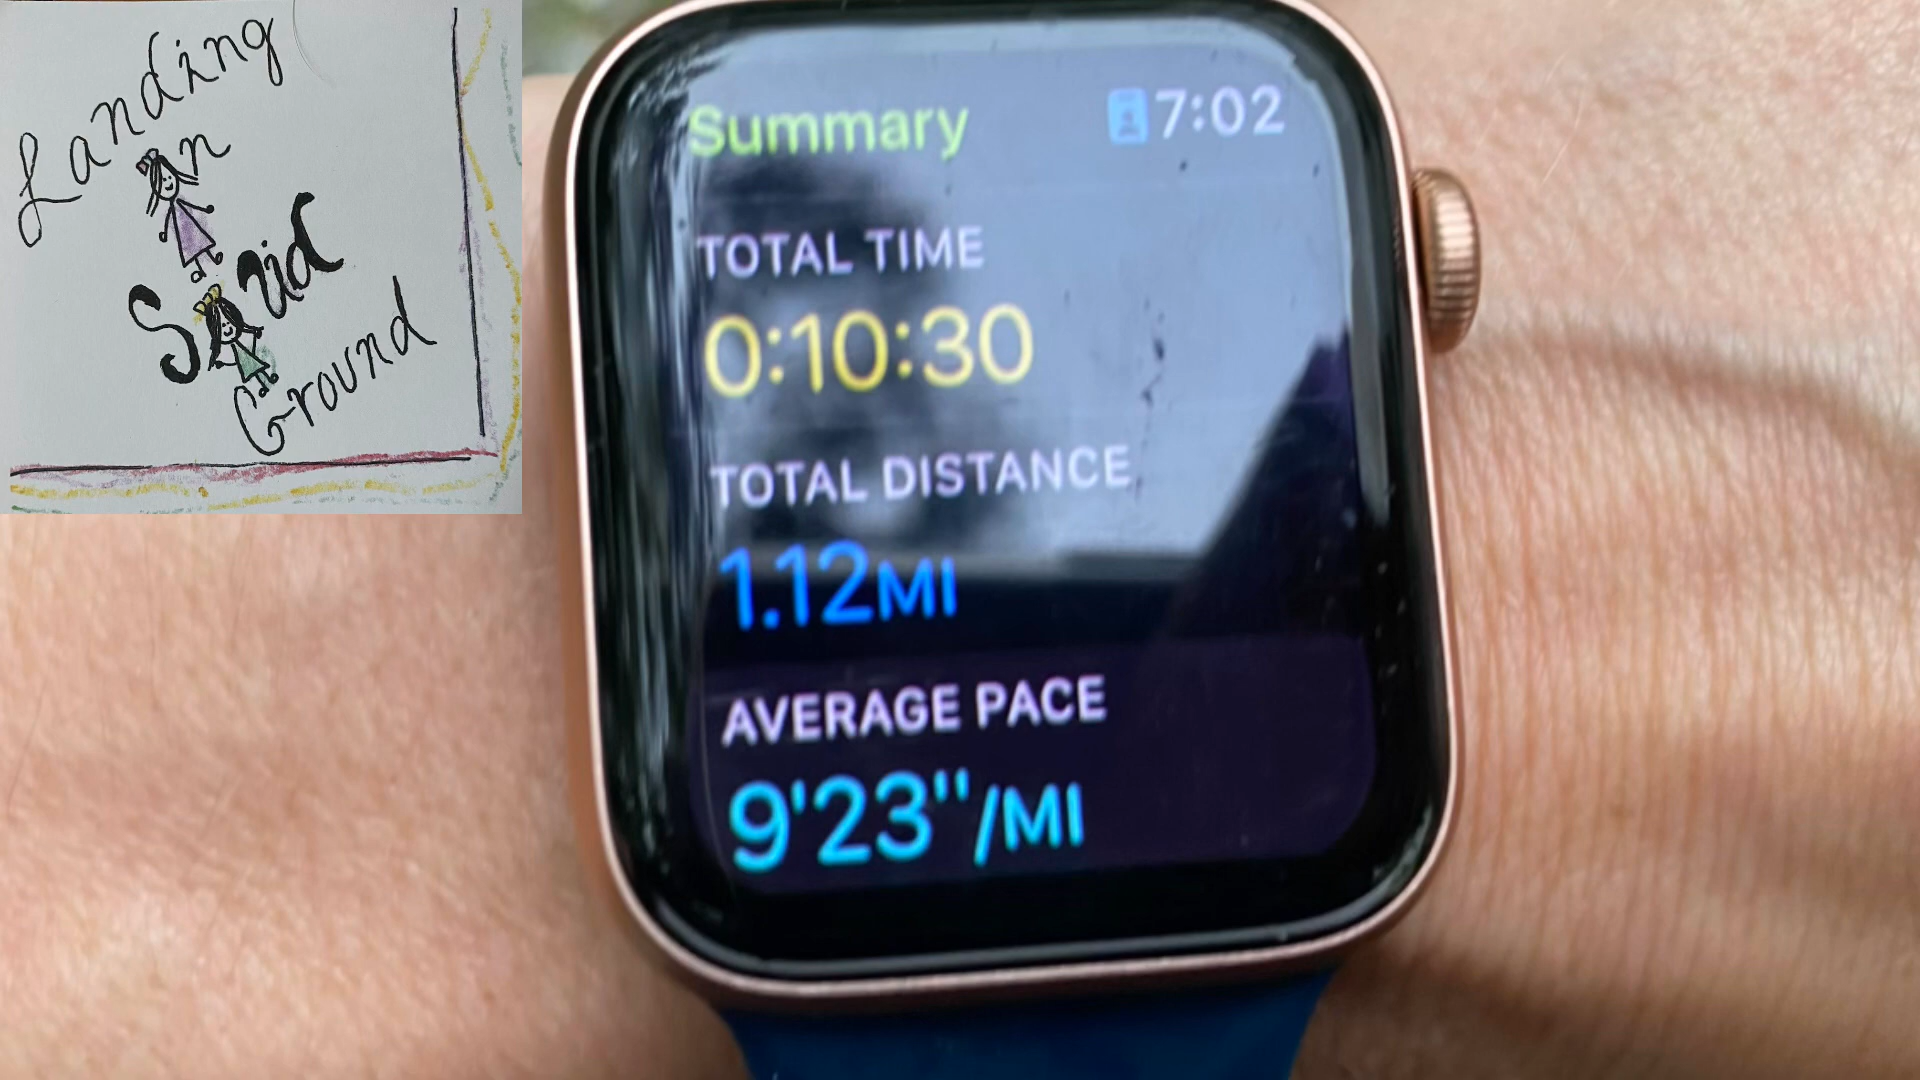 Landing
On
Solid
Ground
Summary 7:02
TOTAL TIME
0:10:30
TOTAL DISTANCE
1.12MI
AVERAGE PACE
9'23"/MI